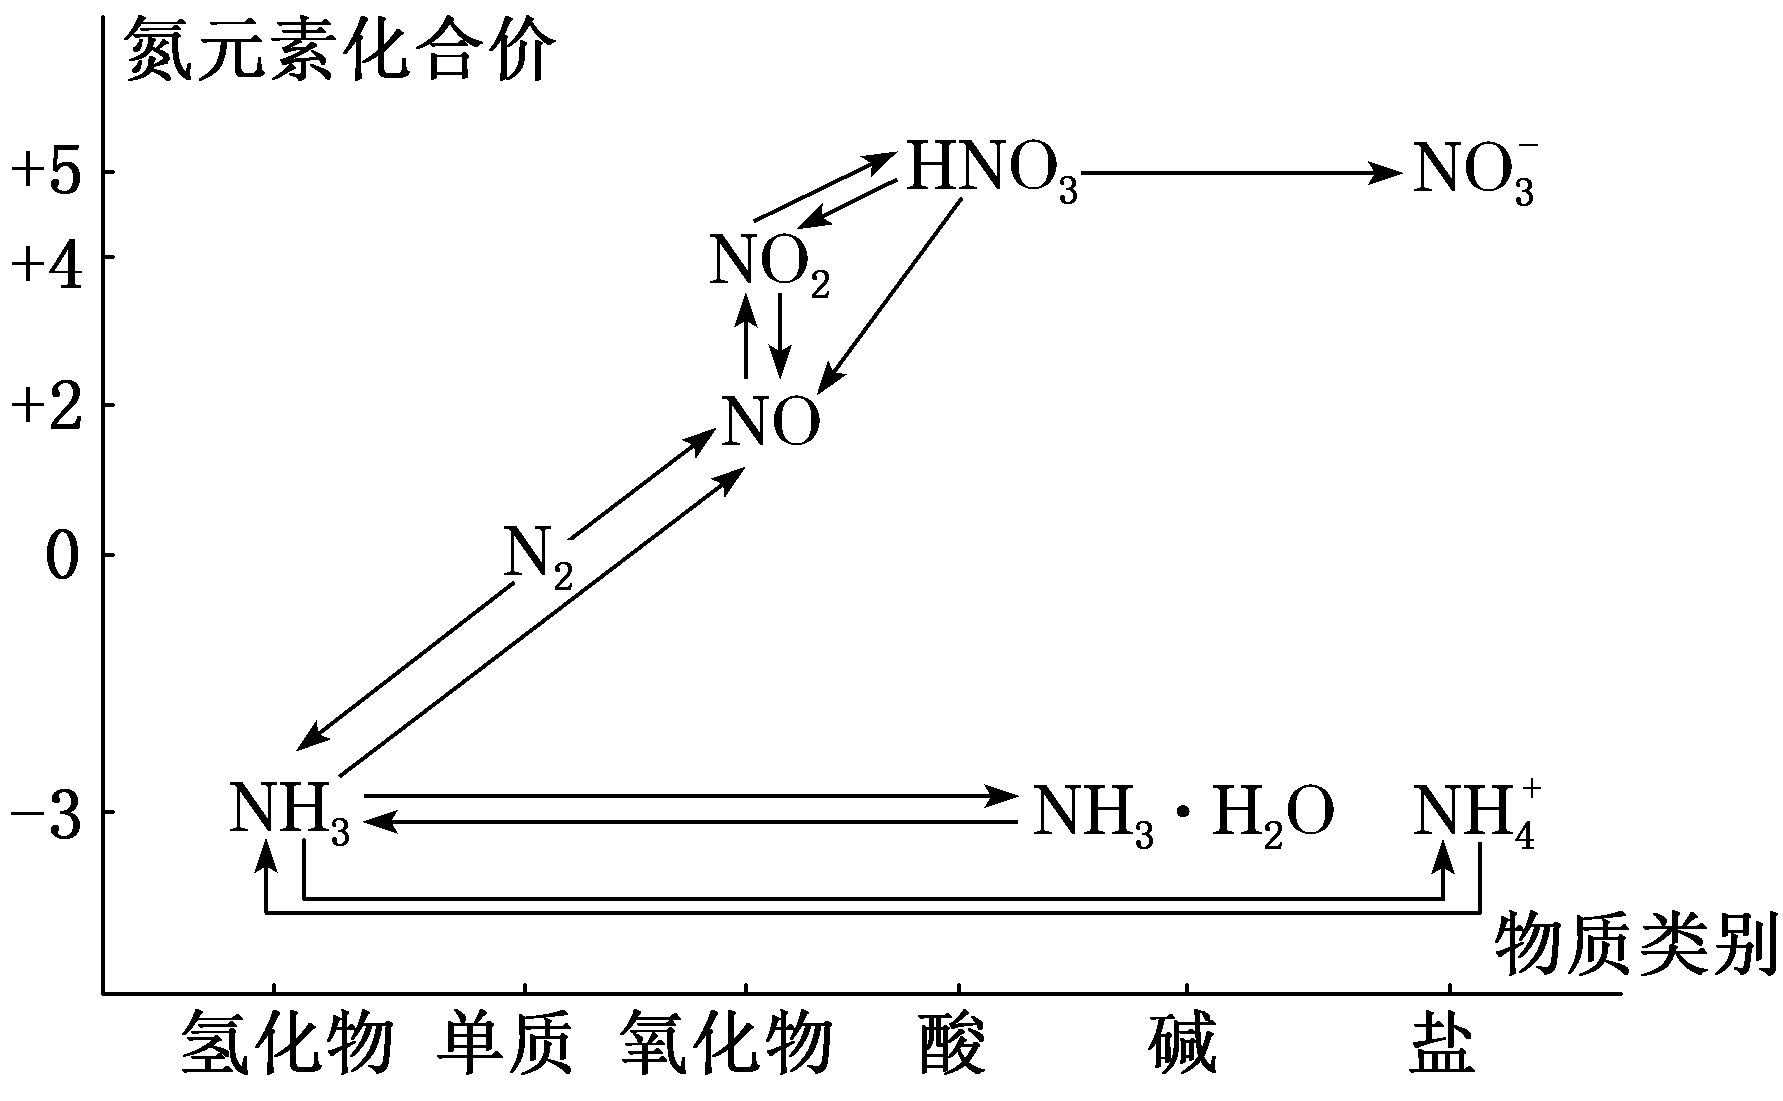 氮元素化合价
+5 HNO₃ NO₃⁻
+4 NO₂
+2 NO
0 N₂
−3 NH₃ NH₃·H₂O NH₄⁺
物质类别
氢化物 单质 氧化物 酸 碱 盐